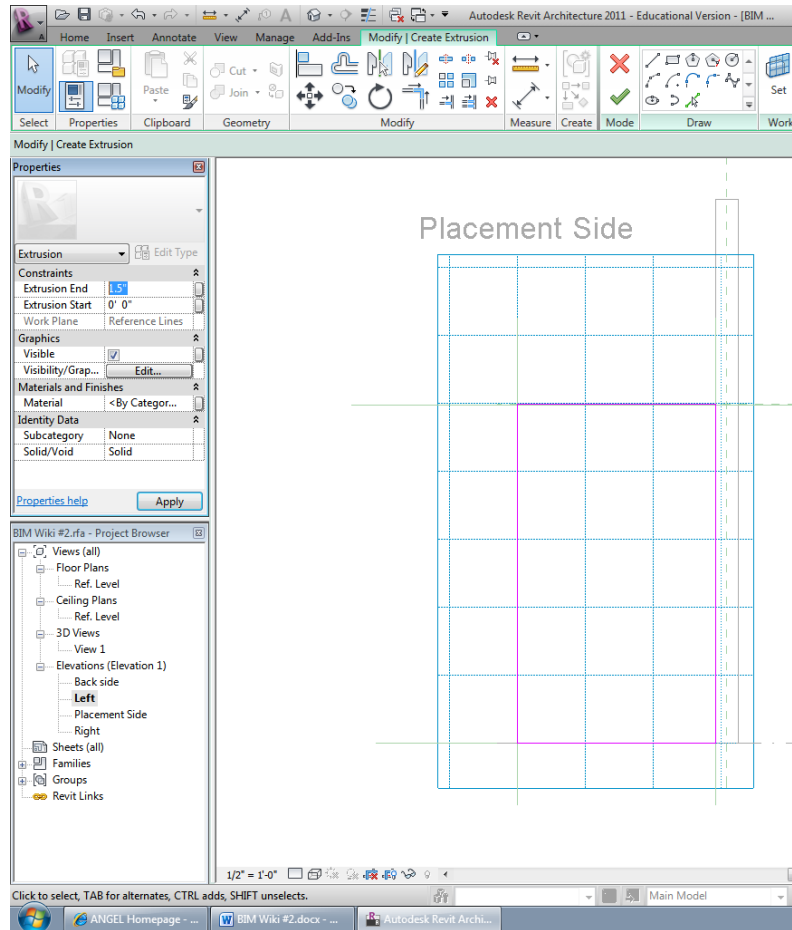 Autodesk Revit Architecture 2011 - Educational Version - [BIM ...
Home Insert Annotate View Manage Add-Ins Modify | Create Extrusion
Modify Paste Cut Join Set
Select Properties Clipboard Geometry Modify Measure Create Mode Draw Work
Modify | Create Extrusion
Properties
R1
Extrusion Edit Type
Constraints
Extrusion End 1.5"
Extrusion Start 0' 0"
Work Plane Reference Lines
Graphics
Visible
Visibility/Grap... Edit...
Materials and Finishes
Material <By Categor...
Identity Data
Subcategory None
Solid/Void Solid
Properties help Apply
Placement Side
BIM Wiki #2.rfa - Project Browser
Views (all)
Floor Plans
Ref. Level
Ceiling Plans
Ref. Level
3D Views
View 1
Elevations (Elevation 1)
Back side
Left
Placement Side
Right
Sheets (all)
Families
Groups
Revit Links
1/2" = 1'-0"
Click to select, TAB for alternates, CTRL adds, SHIFT unselects. Main Model
ANGEL Homepage - ... BIM Wiki #2.docx - ... Autodesk Revit Archi...